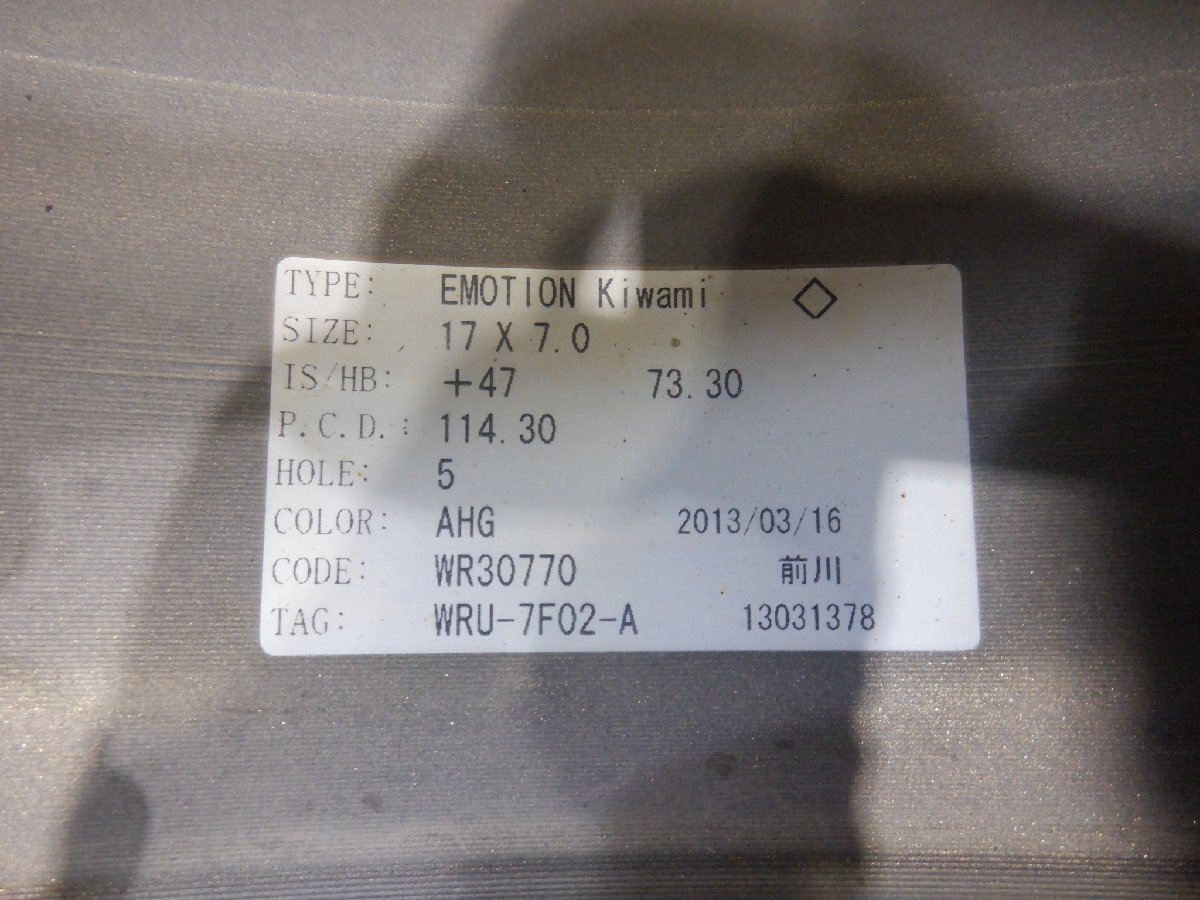 TYPE: EMOTION Kiwami ◇
SIZE: 17 X 7.0
IS/HB: +47 73.30
P.C.D.: 114.30
HOLE: 5
COLOR: AHG 2013/03/16
CODE: WR30770 前川
TAG: WRU-7F02-A 13031378